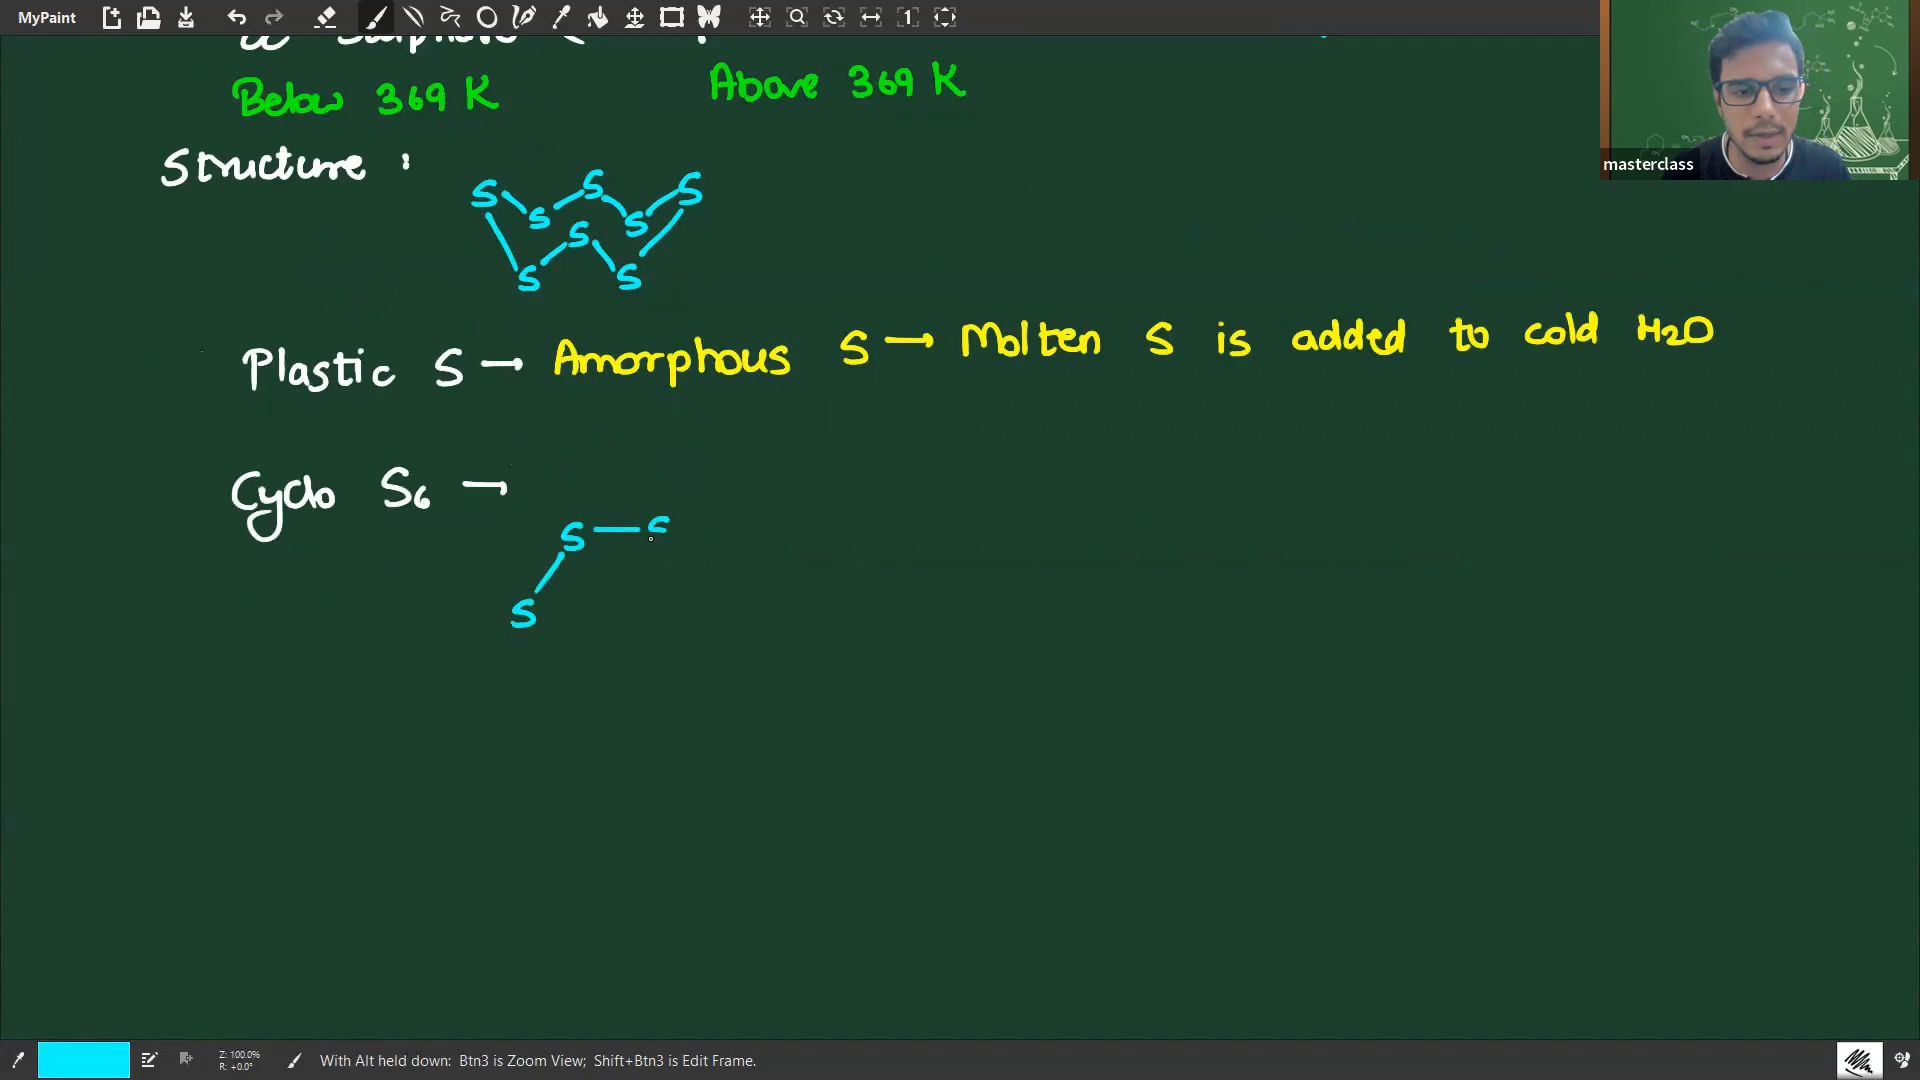 MyPaint
Below 369 K
Above 369 K
masterclass
Structure :
S S S S
S S
S S
Plastic S → Amorphous S → Molten S is added to cold H2O
Cyclo S6 →
S — S
S
Z: 100.0%
R: +0.0°
With Alt held down: Btn3 is Zoom View; Shift+Btn3 is Edit Frame.